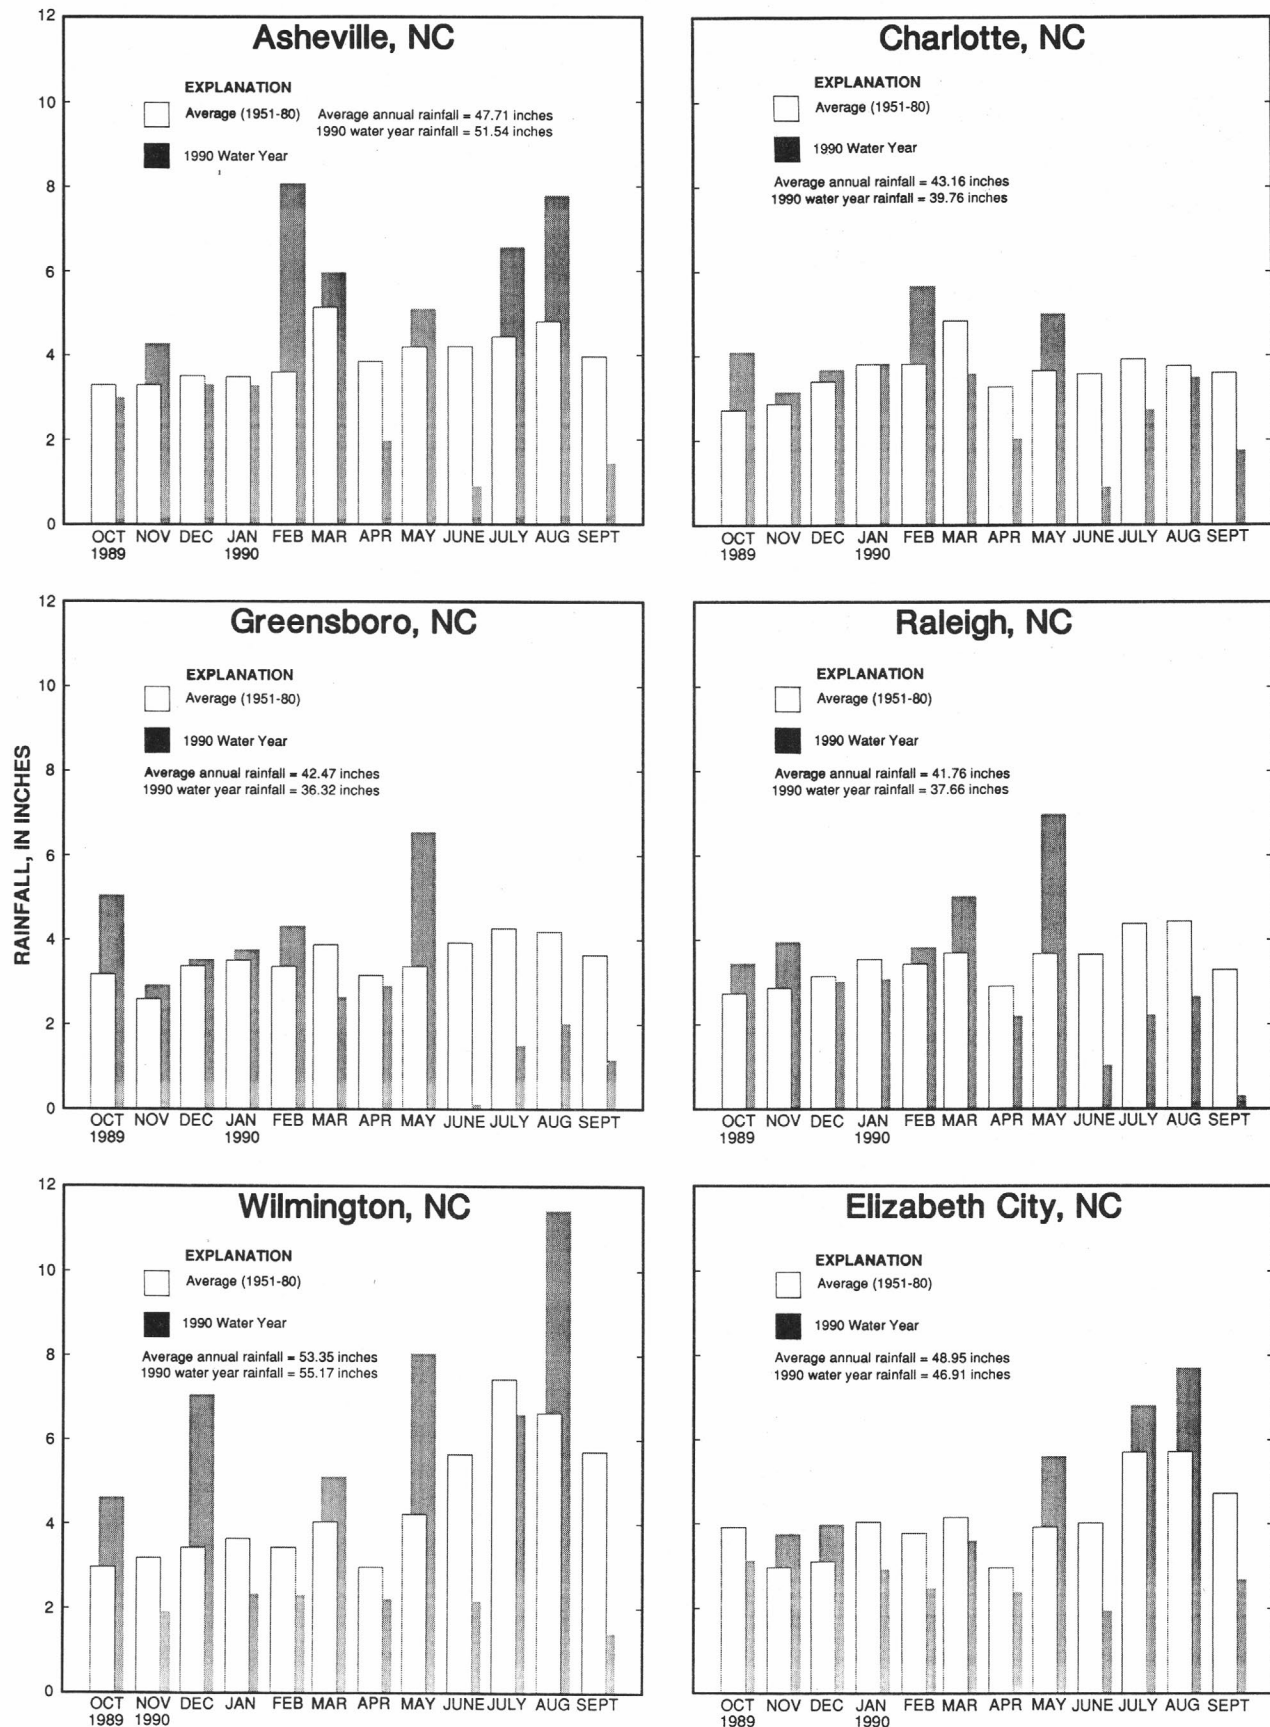 12
10
8
6
4
2
0
Asheville, NC
EXPLANATION
Average (1951-80)
Average annual rainfall = 47.71 inches
1990 water year rainfall = 51.54 inches
1990 Water Year
OCT NOV DEC JAN FEB MAR APR MAY JUNE JULY AUG SEPT
1989 1990
Charlotte, NC
EXPLANATION
Average (1951-80)
1990 Water Year
Average annual rainfall = 43.16 inches
1990 water year rainfall = 39.76 inches
OCT NOV DEC JAN FEB MAR APR MAY JUNE JULY AUG SEPT
1989 1990
RAINFALL, IN INCHES
12
10
8
6
4
2
0
Greensboro, NC
EXPLANATION
Average (1951-80)
1990 Water Year
Average annual rainfall = 42.47 inches
1990 water year rainfall = 36.32 inches
OCT NOV DEC JAN FEB MAR APR MAY JUNE JULY AUG SEPT
1989 1990
Raleigh, NC
EXPLANATION
Average (1951-80)
1990 Water Year
Average annual rainfall = 41.76 inches
1990 water year rainfall = 37.66 inches
OCT NOV DEC JAN FEB MAR APR MAY JUNE JULY AUG SEPT
1989 1990
12
10
8
6
4
2
0
Wilmington, NC
EXPLANATION
Average (1951-80)
1990 Water Year
Average annual rainfall = 53.35 inches
1990 water year rainfall = 55.17 inches
OCT NOV DEC JAN FEB MAR APR MAY JUNE JULY AUG SEPT
1989 1990
Elizabeth City, NC
EXPLANATION
Average (1951-80)
1990 Water Year
Average annual rainfall = 48.95 inches
1990 water year rainfall = 46.91 inches
OCT NOV DEC JAN FEB MAR APR MAY JUNE JULY AUG SEPT
1989 1990